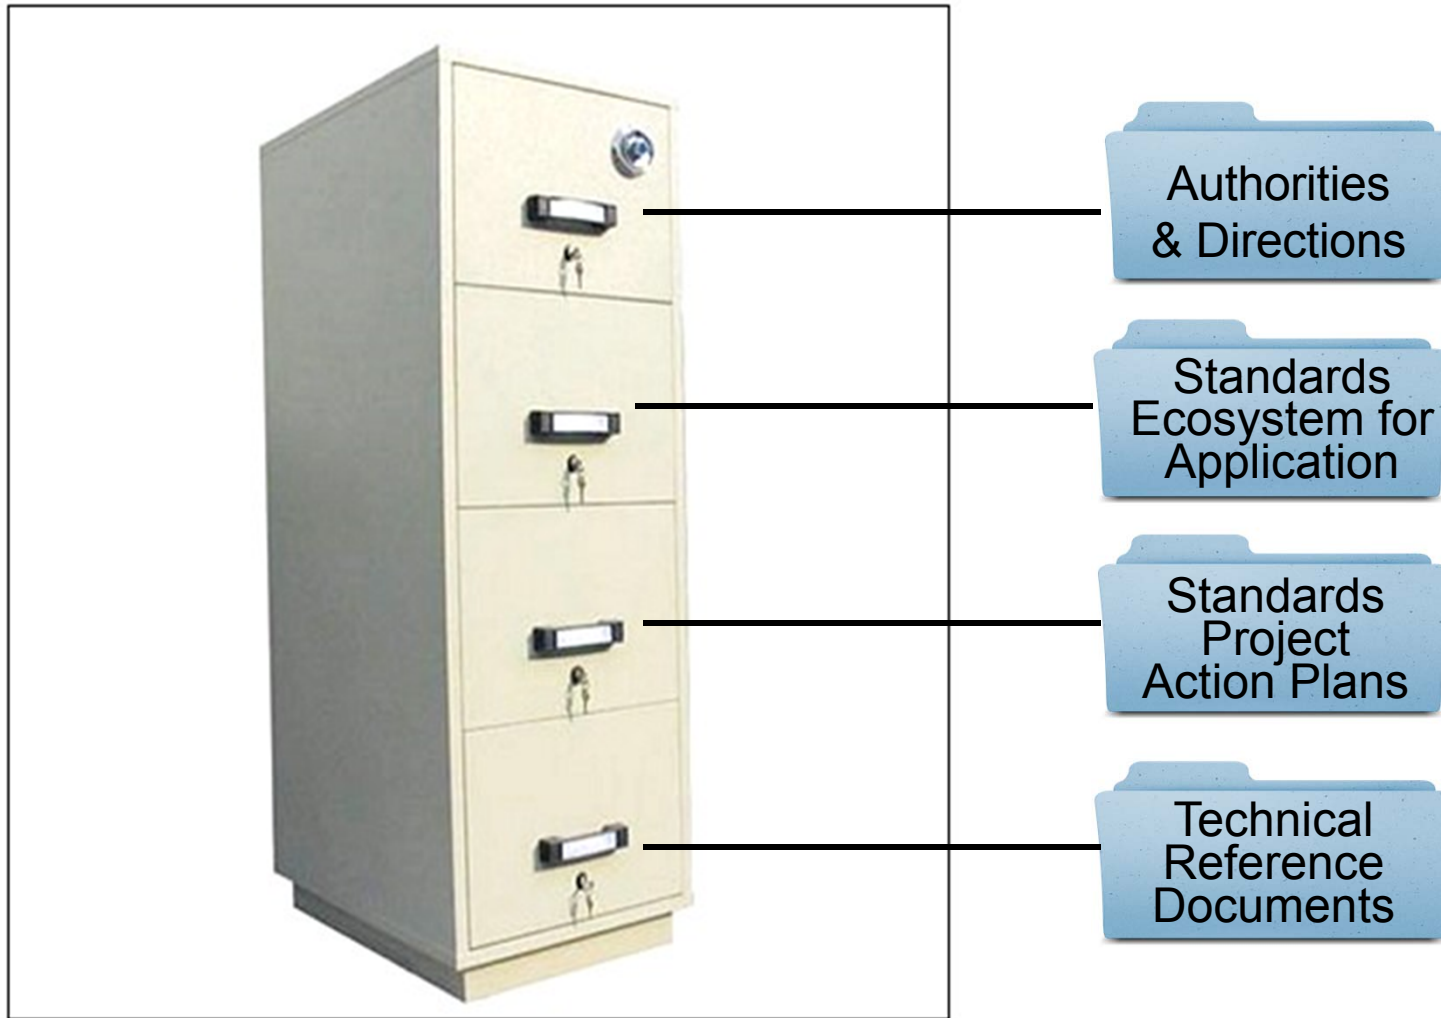 Authorities
& Directions
Standards
Ecosystem for
Application
Standards
Project
Action Plans
Technical
Reference
Documents